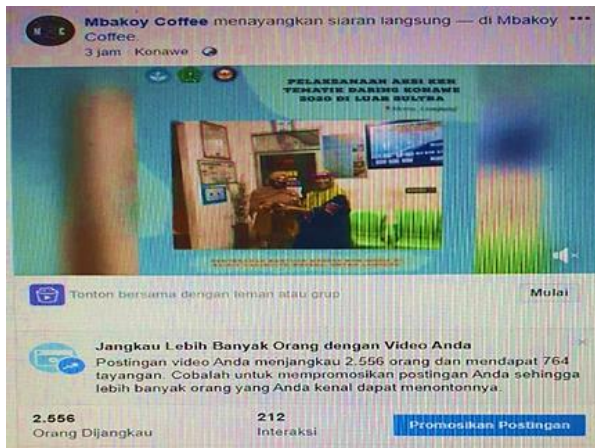 Mbakoy Coffee menayangkan siaran langsung — di Mbakoy
Coffee.
3 jam · Konawe
PELAKSANAAN AKSI KKN
TEMATIK DARING KONAWE
2020 DI LUAR SULTRA
Tonton bersama dengan teman atau grup
Mulai
Jangkau Lebih Banyak Orang dengan Video Anda
Postingan video Anda menjangkau 2.556 orang dan mendapat 764
tayangan. Cobalah untuk mempromosikan postingan Anda sehingga
lebih banyak orang yang Anda kenal dapat menontonnya.
2.556
Orang Dijangkau
212
Interaksi
Promosikan Postingan